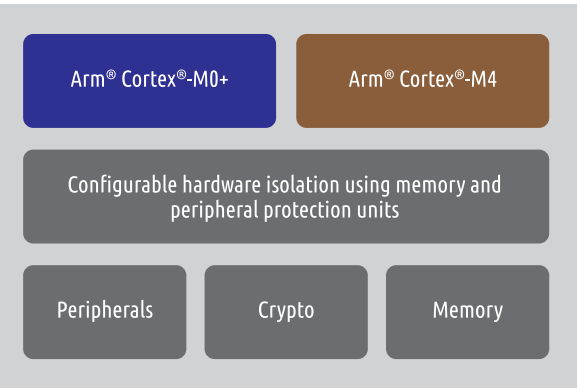 Arm® Cortex®-M0+
Arm® Cortex®-M4
Configurable hardware isolation using memory and
peripheral protection units
Peripherals
Crypto
Memory